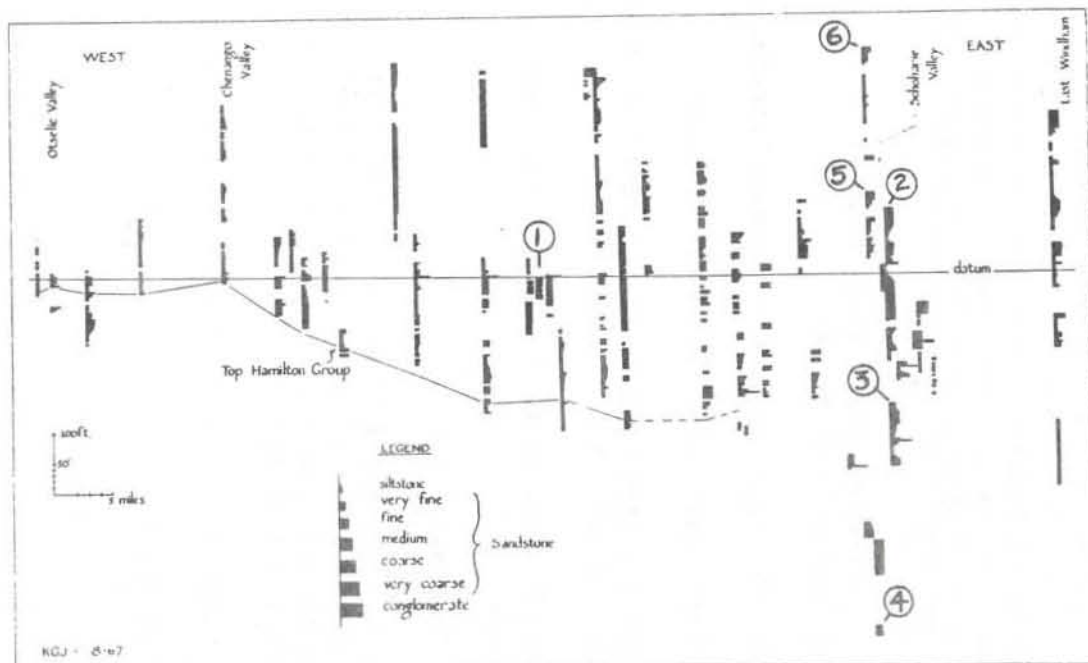 WEST
EAST
Otselic Valley
Chenango Valley
Schoharie Valley
East Windham
6
5
2
1
datum
3
Top Hamilton Group
100ft.
50'
5 miles
LEGEND
siltstone
very fine
fine
medium
Sandstone
coarse
very coarse
conglomerate
4
KGJ - 8·67